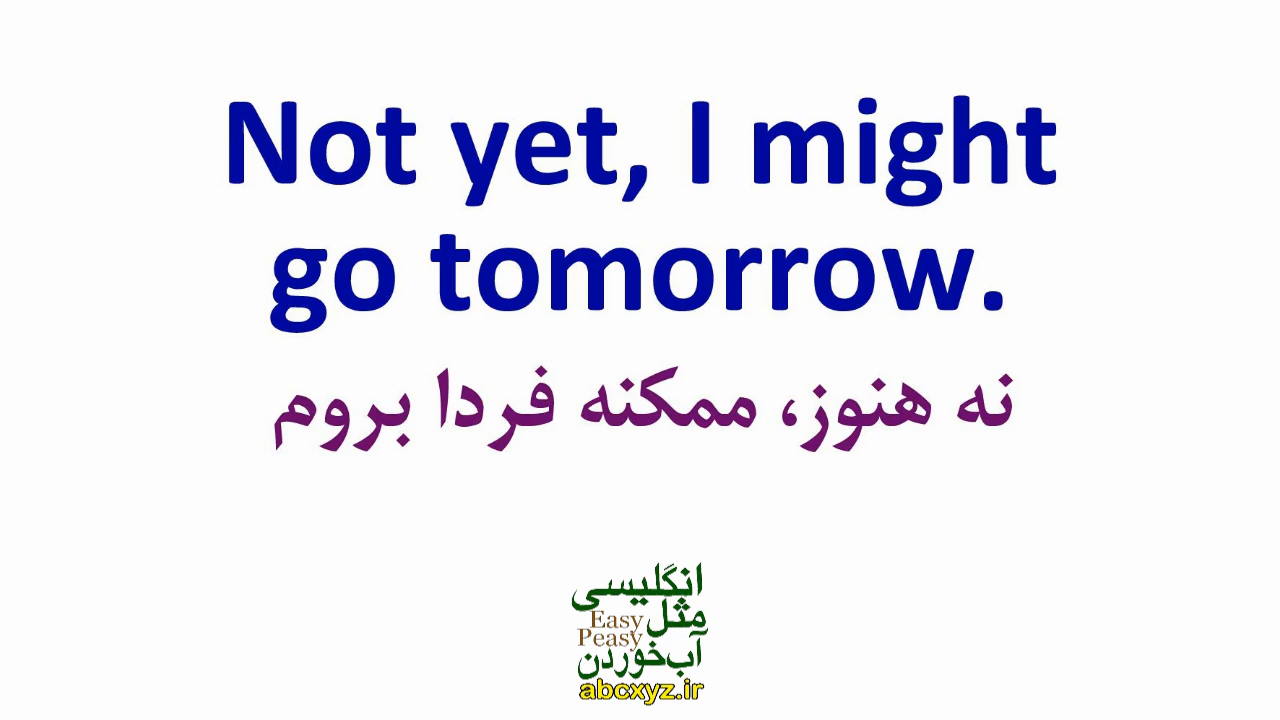 Not yet, I might
go tomorrow.
نه هنوز، ممکنه فردا بروم
انگلیسی
مثل
Easy
Peasy
آب‌خوردن
abcxyz.ir